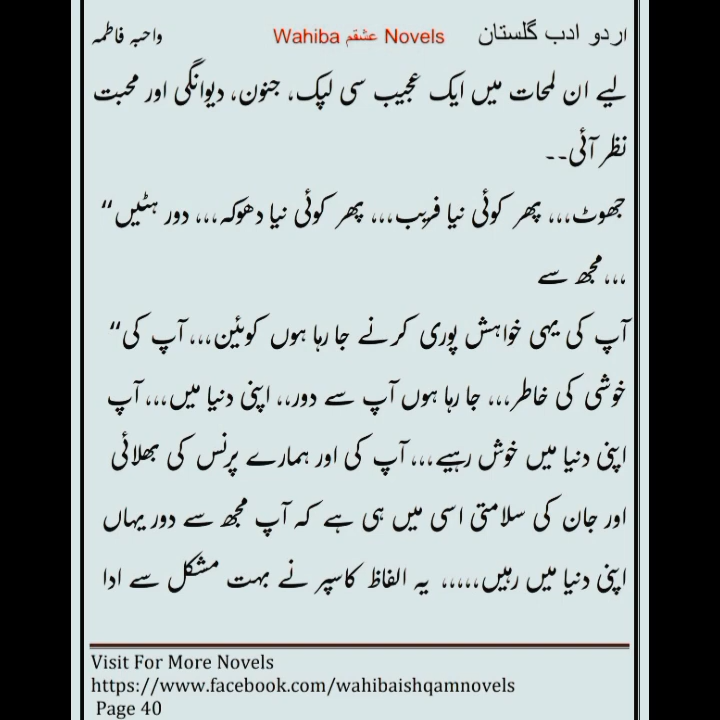 اردو ادب گلستان Wahiba عشقم Novels واحبہ فاطمہ
لیے ان لمحات میں ایک عجیب سی لپک، جنون، دیوانگی اور محبت
نظر آئی۔۔
جھوٹ،،، پھر کوئی نیا فریب،،، پھر کوئی نیا دھوکہ،،، دور ہٹیں“
،،،مجھ سے
آپ کی یہی خواہش پوری کرنے جا رہا ہوں کوئین،،، آپ کی“
خوشی کی خاطر،،، جا رہا ہوں آپ سے دور،، اپنی دنیا میں،،، آپ
اپنی دنیا میں خوش رہیے،،، آپ کی اور ہمارے پرنس کی بھلائی
اور جان کی سلامتی اسی میں ہی ہے کہ آپ مجھ سے دور یہاں
اپنی دنیا میں رہیں،،،،، یہ الفاظ کاسپر نے بہت مشکل سے ادا
Visit For More Novels
https://www.facebook.com/wahibaishqamnovels
Page 40